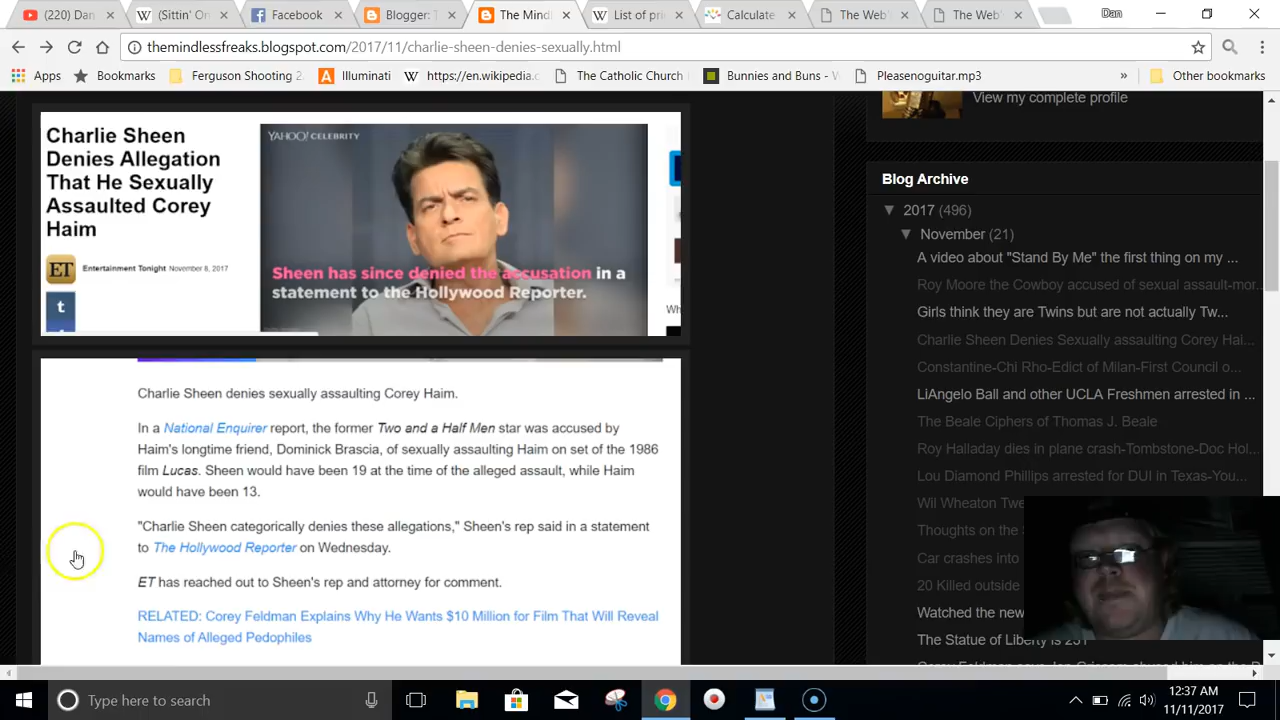 (220) Dan
(Sittin' On
Facebook
Blogger: T
The Mindl
List of pri
Calculate
The Web'
The Web'
Dan
themindlessfreaks.blogspot.com/2017/11/charlie-sheen-denies-sexually.html
Apps
Bookmarks
Ferguson Shooting 2
Illuminati
https://en.wikipedia.c
The Catholic Church
Bunnies and Buns - W
Pleasenoguitar.mp3
»
Other bookmarks
Charlie Sheen
Denies Allegation
That He Sexually
Assaulted Corey
Haim
ET
Entertainment Tonight November 8, 2017
t
YAHOO! CELEBRITY
Sheen has since denied the accusation in a
statement to the Hollywood Reporter.
Charlie Sheen denies sexually assaulting Corey Haim.
In a National Enquirer report, the former Two and a Half Men star was accused by
Haim's longtime friend, Dominick Brascia, of sexually assaulting Haim on set of the 1986
film Lucas. Sheen would have been 19 at the time of the alleged assault, while Haim
would have been 13.
"Charlie Sheen categorically denies these allegations," Sheen's rep said in a statement
to The Hollywood Reporter on Wednesday.
ET has reached out to Sheen's rep and attorney for comment.
RELATED: Corey Feldman Explains Why He Wants $10 Million for Film That Will Reveal
Names of Alleged Pedophiles
View my complete profile
Blog Archive
▼ 2017 (496)
▼ November (21)
A video about "Stand By Me" the first thing on my ...
Roy Moore the Cowboy accused of sexual assault-mor...
Girls think they are Twins but are not actually Tw...
Charlie Sheen Denies Sexually assaulting Corey Hai...
Constantine-Chi Rho-Edict of Milan-First Council o...
LiAngelo Ball and other UCLA Freshmen arrested in ...
The Beale Ciphers of Thomas J. Beale
Roy Halladay dies in plane crash-Tombstone-Doc Hol...
Lou Diamond Phillips arrested for DUI in Texas-You...
Wil Wheaton Twe
Thoughts on the S
Car crashes into
20 Killed outside
Watched the new
The Statue of Liberty is 231
Type here to search
12:37 AM
11/11/2017